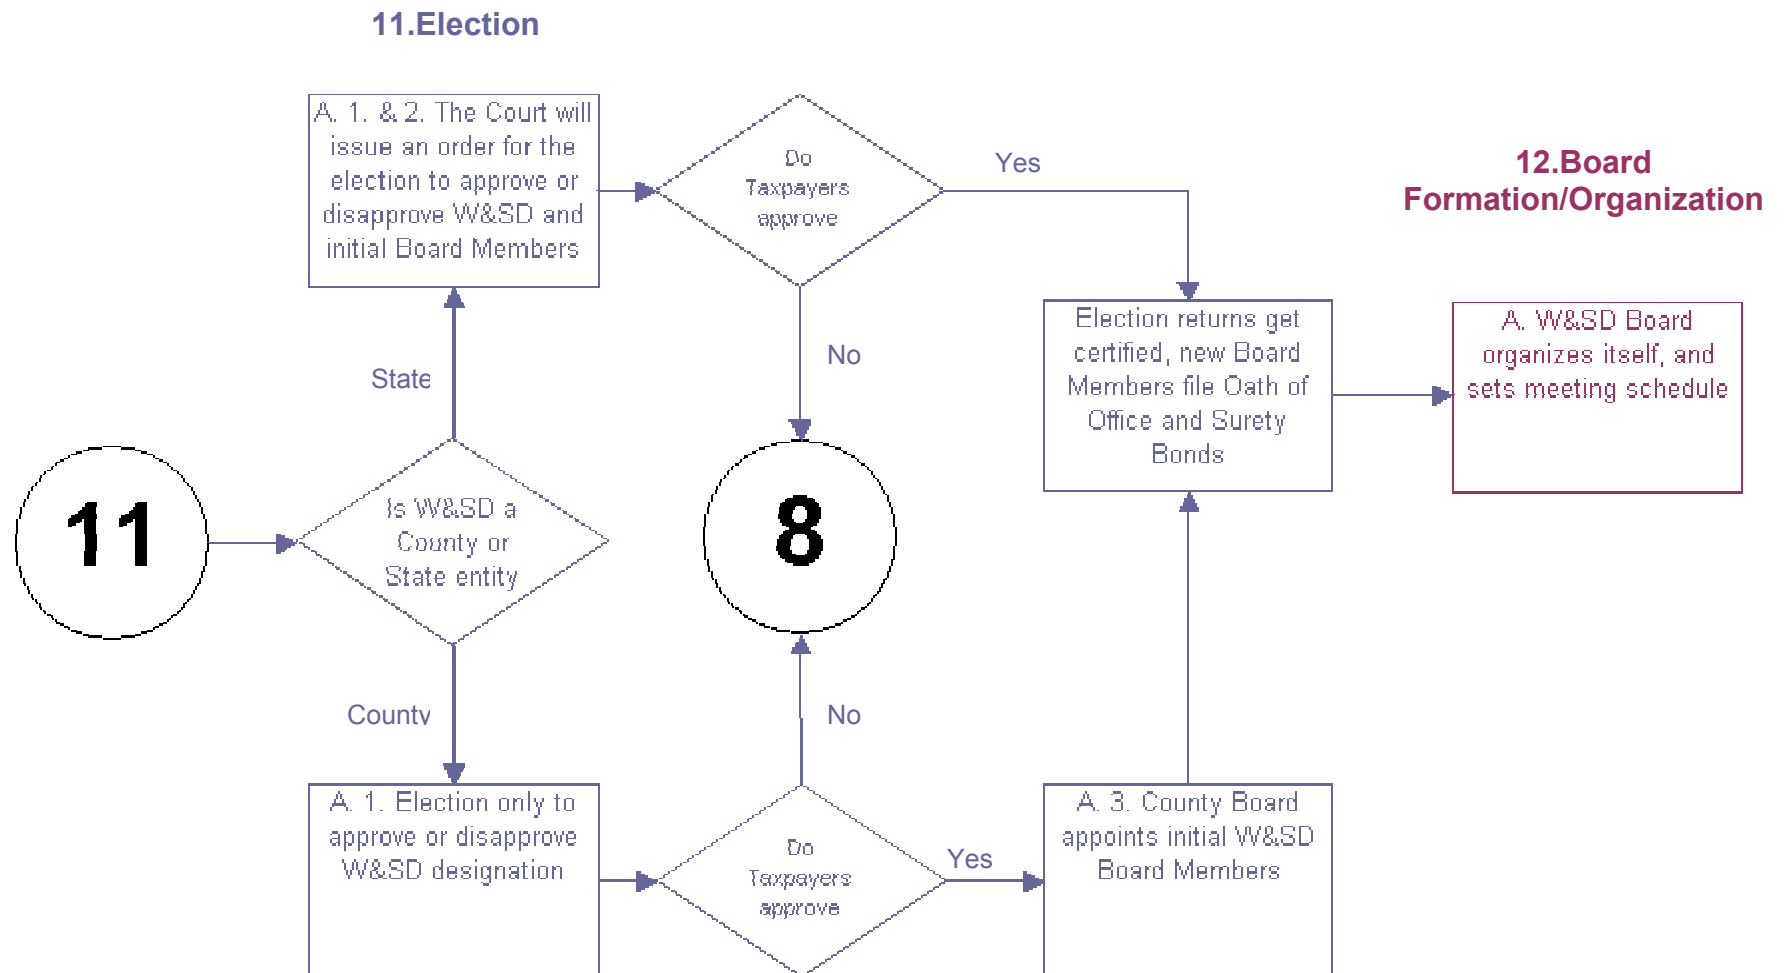 11.Election
A. 1. & 2. The Court will
issue an order for the
election to approve or
disapprove W&SD and
initial Board Members
Do
Taxpayers
approve
Yes
12.Board
Formation/Organization
No
Election returns get
certified, new Board
Members file Oath of
Office and Surety
Bonds
A. W&SD Board
organizes itself, and
sets meeting schedule
State
11
Is W&SD a
County or
State entity
8
County
No
A. 1. Election only to
approve or disapprove
W&SD designation
Do
Taxpayers
approve
Yes
A. 3. County Board
appoints initial W&SD
Board Members